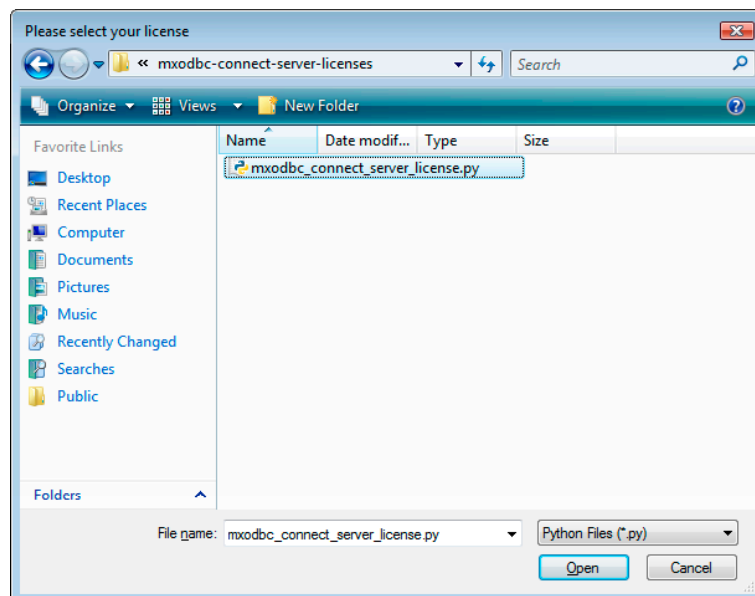 Please select your license
« mxodbc-connect-server-licenses
Search
Organize Views New Folder
Favorite Links
Desktop
Recent Places
Computer
Documents
Pictures
Music
Recently Changed
Searches
Public
Folders
Name Date modif... Type Size
mxodbc_connect_server_license.py
File name: mxodbc_connect_server_license.py Python Files (*.py)
Open Cancel